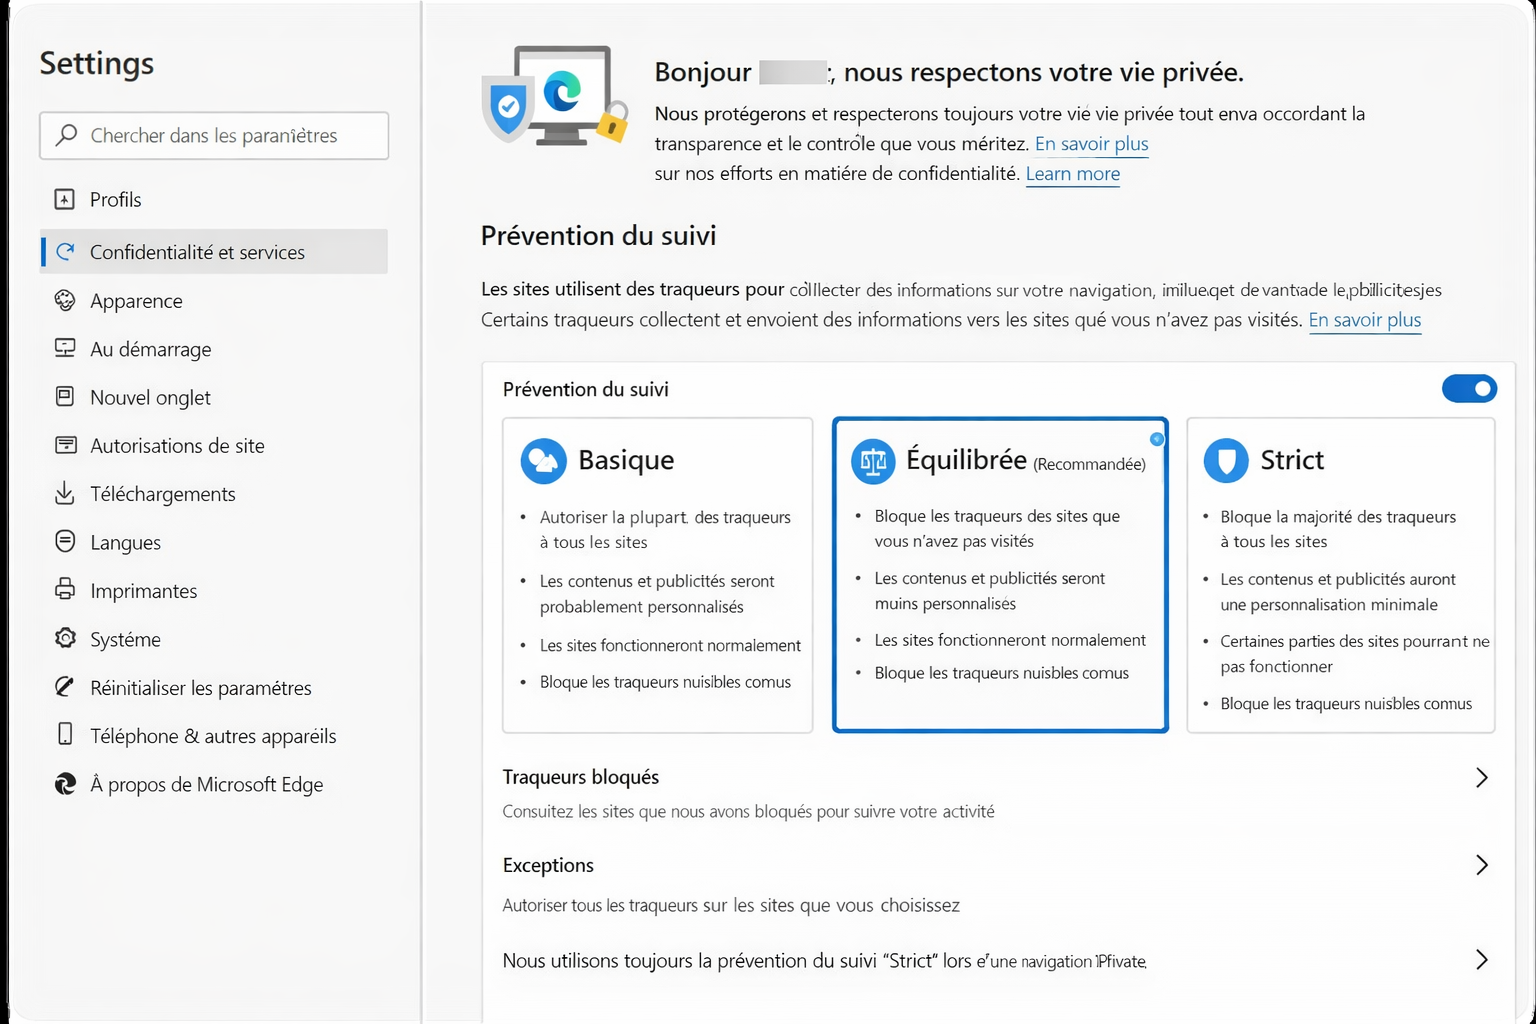 Settings
Chercher dans les paramètres
Profils
Confidentialité et services
Apparence
Au démarrage
Nouvel onglet
Autorisations de site
Téléchargements
Langues
Imprimantes
Systéme
Réinitialiser les paramétres
Téléphone & autres appareils
À propos de Microsoft Edge
Bonjour , nous respectons votre vie privée.
Nous protégerons et respecterons toujours votre vié vie privée tout enva occordant la
transparence et le contrôle que vous méritez. En savoir plus
sur nos efforts en matiére de confidentialité. Learn more
Prévention du suivi
Les sites utilisent des traqueurs pour collecter des informations sur votre navigation,
Certains traqueurs collectent et envoient des informations vers les sites qué vous n'avez pas visités. En savoir plus
Prévention du suivi
Basique
• Autoriser la plupart. des traqueurs
à tous les sites
• Les contenus et publicités seront
probablement personnalisés
• Les sites fonctionneront normalement
• Bloque les traqueurs nuisibles comus
Équilibrée (Recommandée)
• Bloque les traqueurs des sites que
vous n'avez pas visités
• Les contenus et publicités seront
muins personnalisés
• Les sites fonctionneront normalement
• Bloque les traqueurs nuisbles comus
Strict
• Bloque la majorité des traqueurs
à tous les sites
• Les contenus et publicités auront
une personnalisation minimale
• Certaines parties des sites pourrant ne
pas fonctionner
• Bloque les traqueurs nuisbles comus
Traqueurs bloqués
Consuitez les sites que nous avons bloqués pour suivre votre activité
Exceptions
Autoriser tous les traqueurs sur les sites que vous choisissez
Nous utilisons toujours la prévention du suivi "Strict" lors navigation